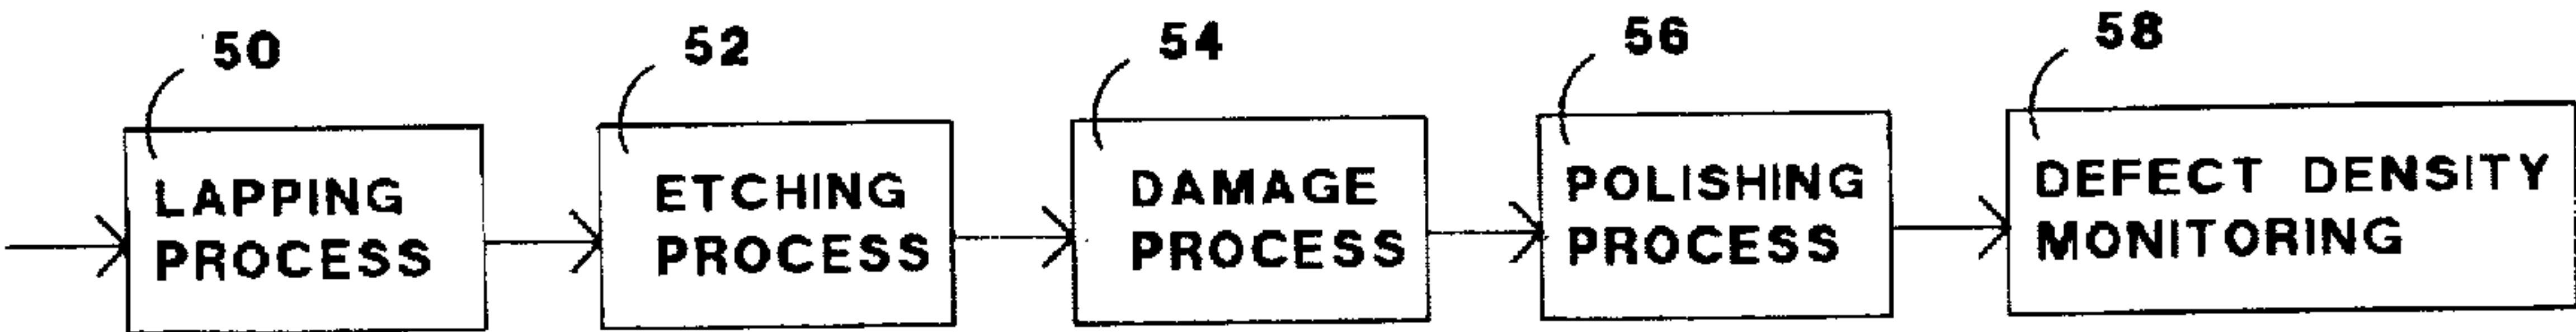 50
52
54
56
58
LAPPING
PROCESS
ETCHING
PROCESS
DAMAGE
PROCESS
POLISHING
PROCESS
DEFECT DENSITY
MONITORING